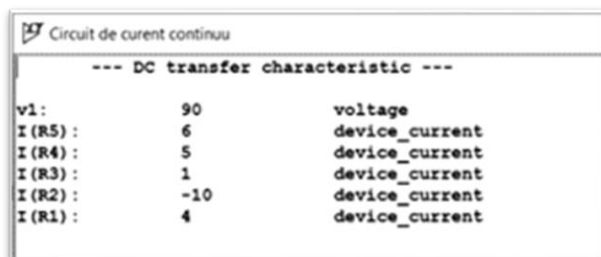 Circuit de curent continuu
--- DC transfer characteristic ---
v1: 90 voltage
I(R5): 6 device_current
I(R4): 5 device_current
I(R3): 1 device_current
I(R2): -10 device_current
I(R1): 4 device_current